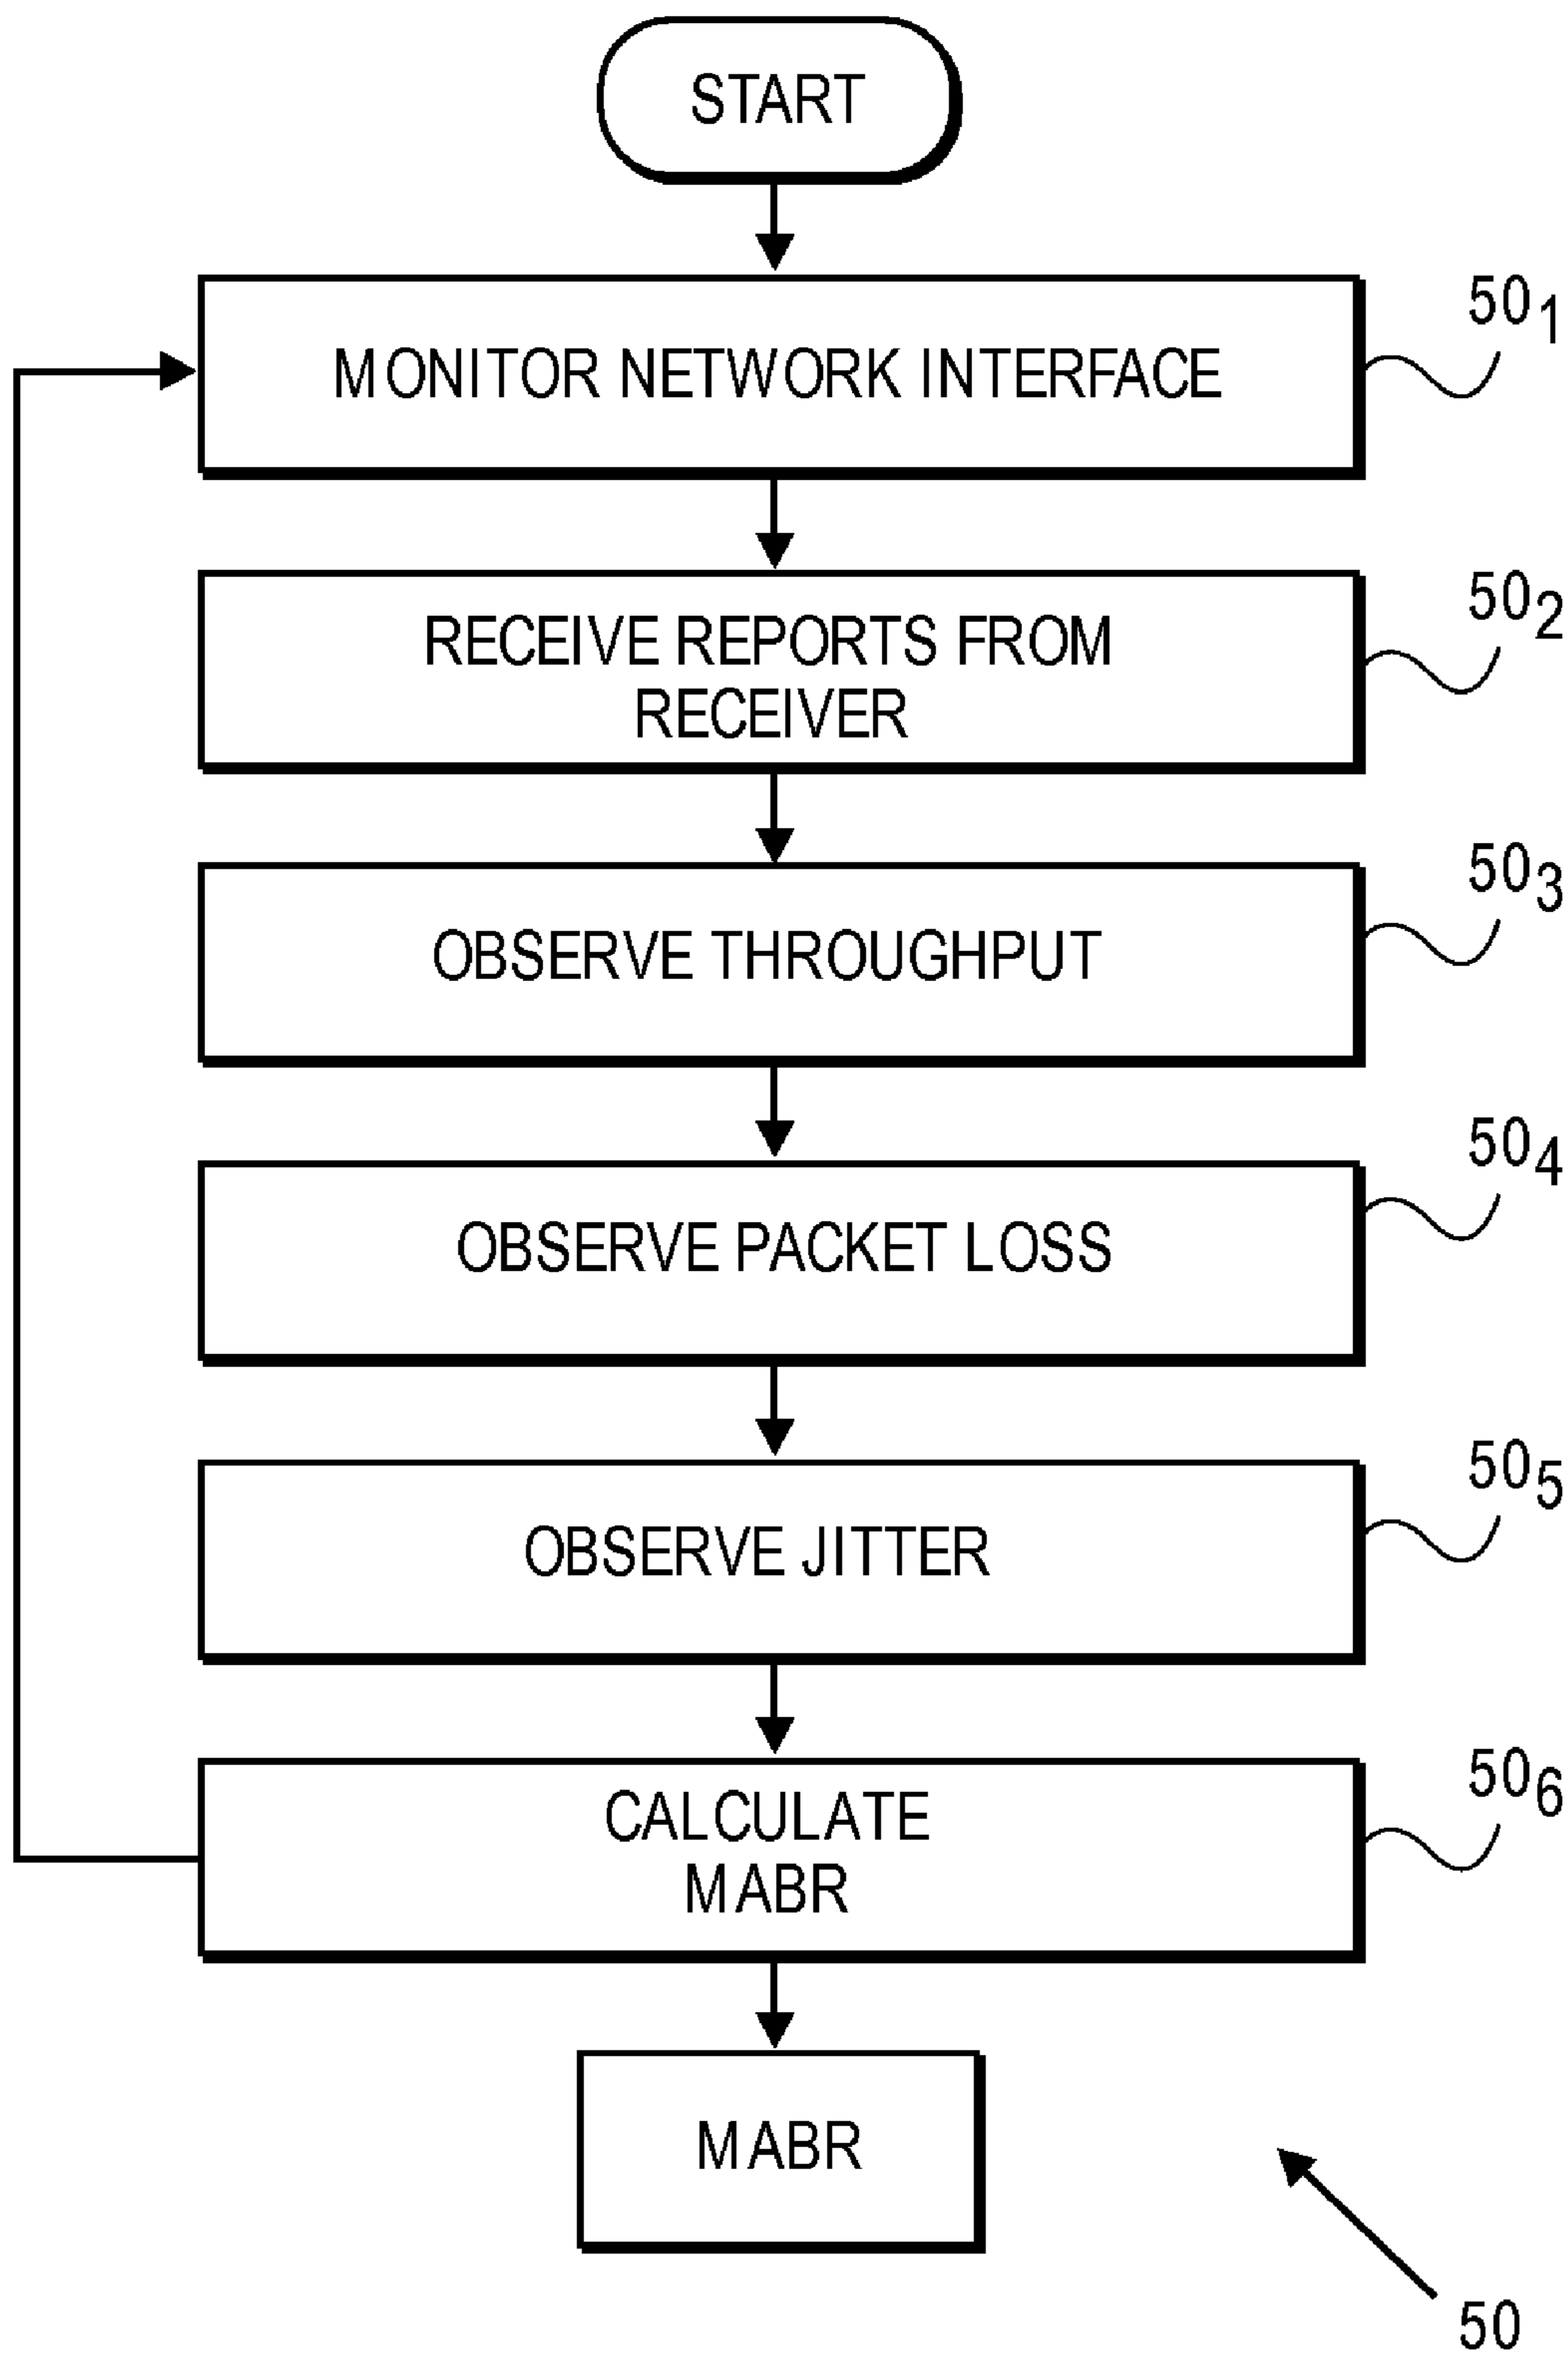 START
MONITOR NETWORK INTERFACE
50₁
RECEIVE REPORTS FROM
RECEIVER
50₂
OBSERVE THROUGHPUT
50₃
OBSERVE PACKET LOSS
50₄
OBSERVE JITTER
50₅
CALCULATE
MABR
50₆
MABR
50